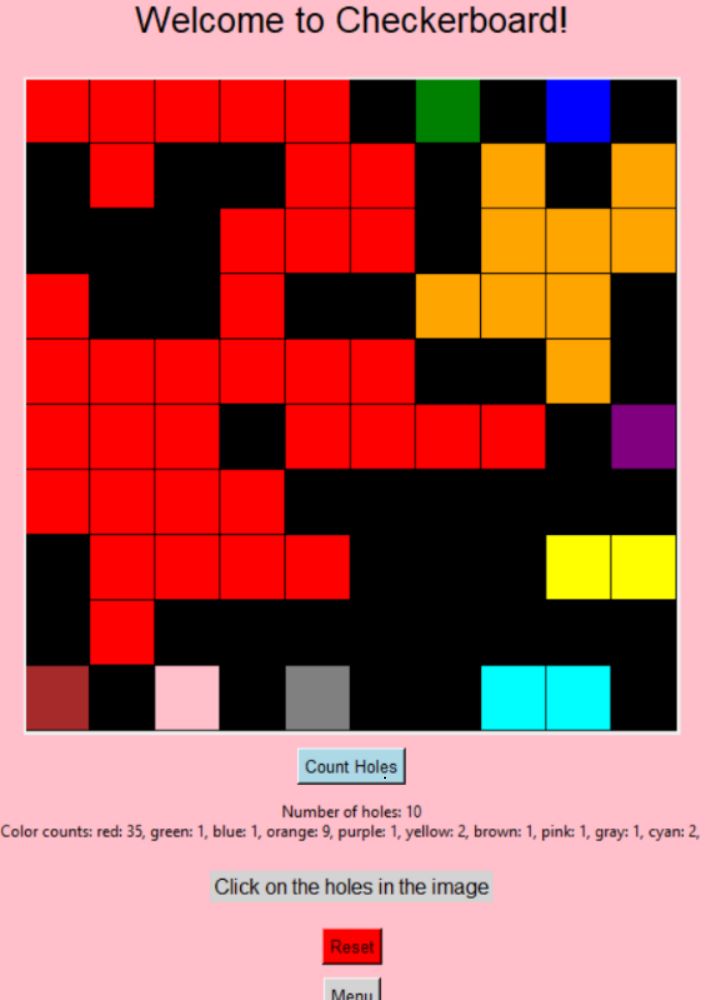 Welcome to Checkerboard!
Count Holes
Number of holes: 10
Color counts: red: 35, green: 1, blue: 1, orange: 9, purple: 1, yellow: 2, brown: 1, pink: 1, gray: 1, cyan: 2,
Click on the holes in the image
Reset
Menu